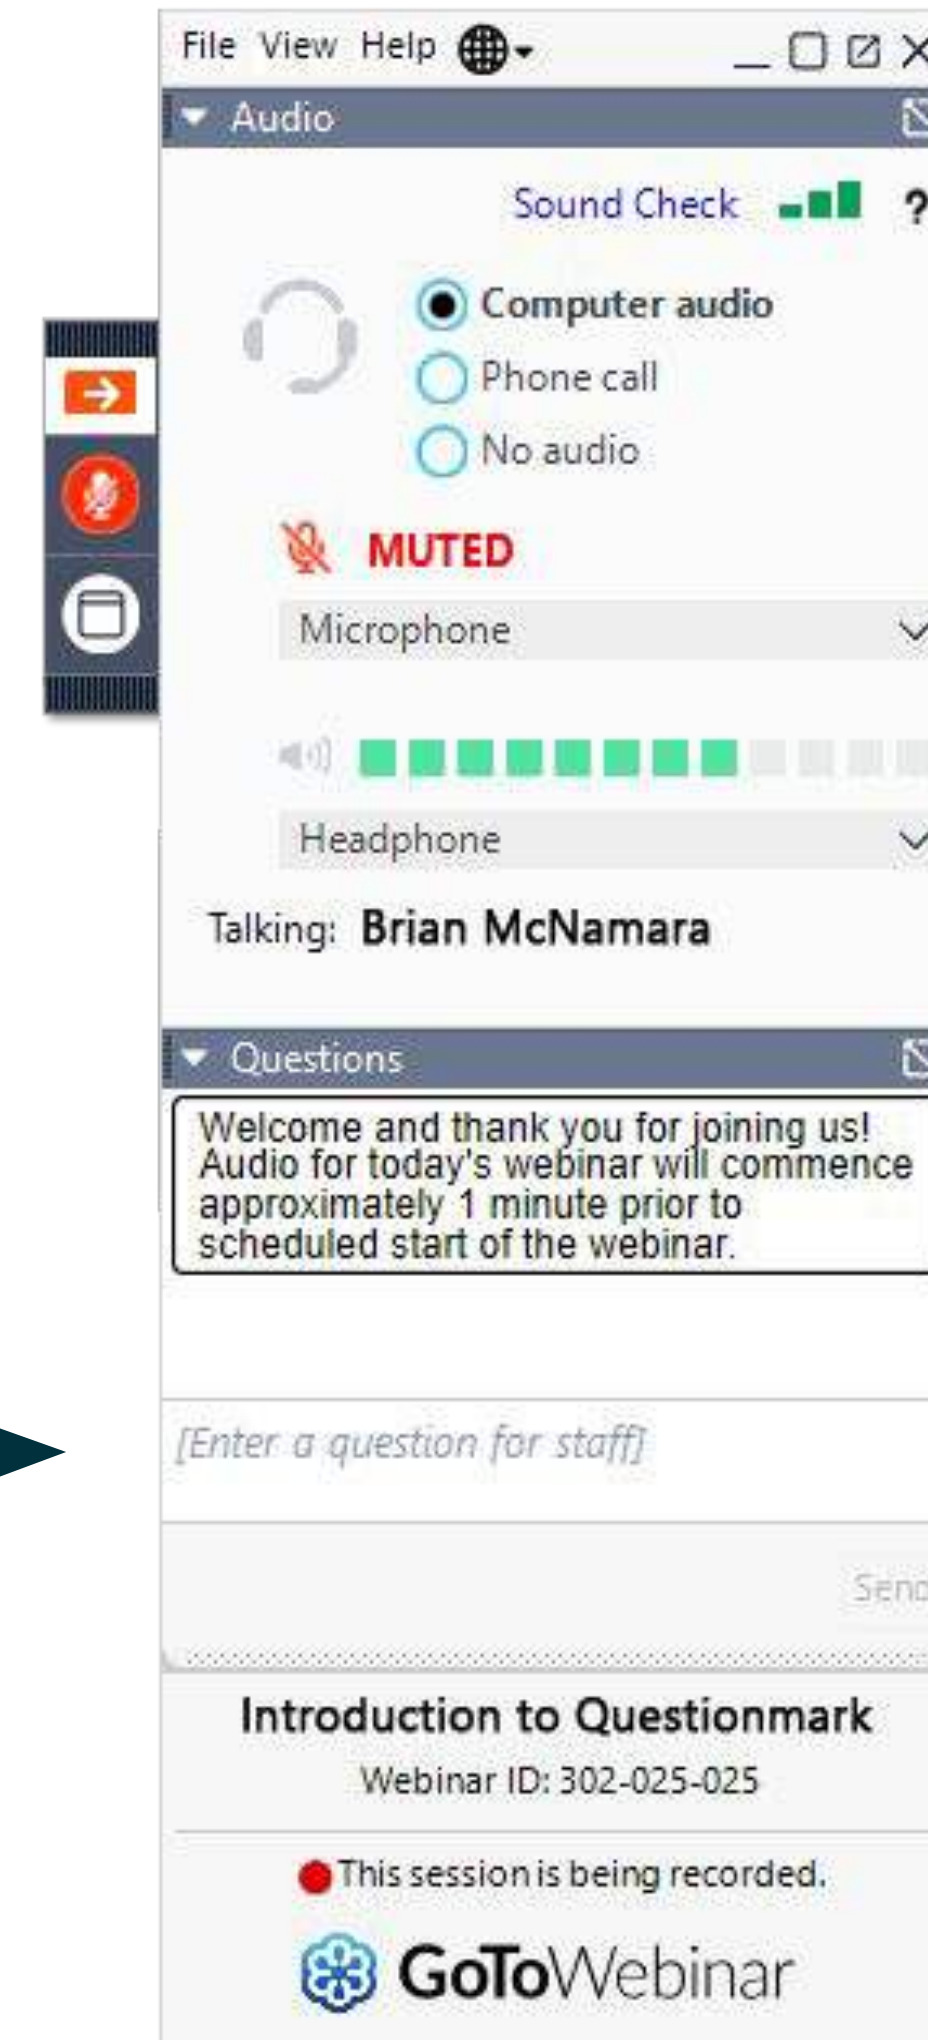 File View Help
Audio
Sound Check ?
Computer audio
Phone call
No audio
MUTED
Microphone
Headphone
Talking: Brian McNamara
Questions
Welcome and thank you for joining us!
Audio for today's webinar will commence
approximately 1 minute prior to
scheduled start of the webinar.
[Enter a question for staff]
Send
Introduction to Questionmark
Webinar ID: 302-025-025
This session is being recorded.
GoToWebinar